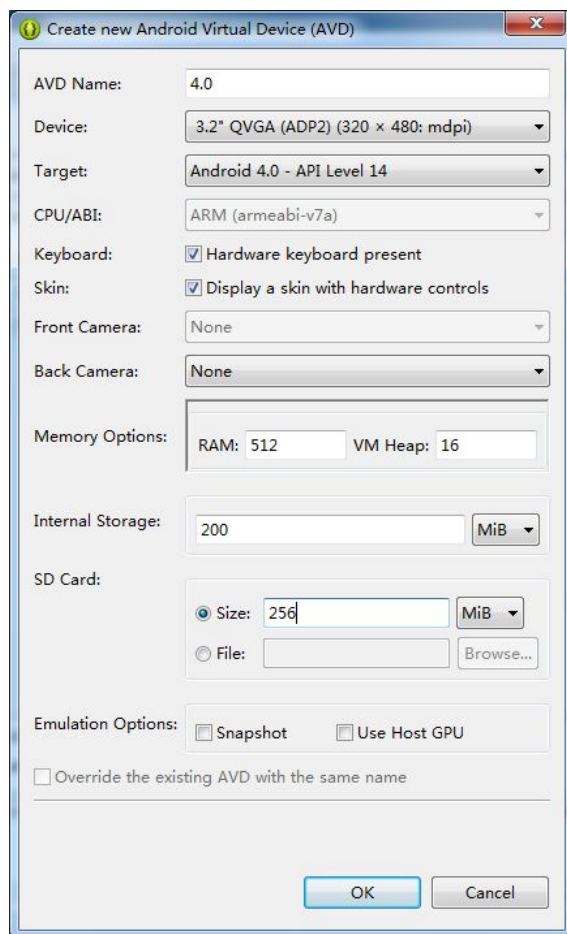 Create new Android Virtual Device (AVD)
AVD Name: 4.0
Device: 3.2" QVGA (ADP2) (320 × 480: mdpi)
Target: Android 4.0 - API Level 14
CPU/ABI: ARM (armeabi-v7a)
Keyboard: Hardware keyboard present
Skin: Display a skin with hardware controls
Front Camera: None
Back Camera: None
Memory Options: RAM: 512 VM Heap: 16
Internal Storage: 200 MiB
SD Card:
Size: 256 MiB
File: Browse...
Emulation Options: Snapshot Use Host GPU
Override the existing AVD with the same name
OK Cancel